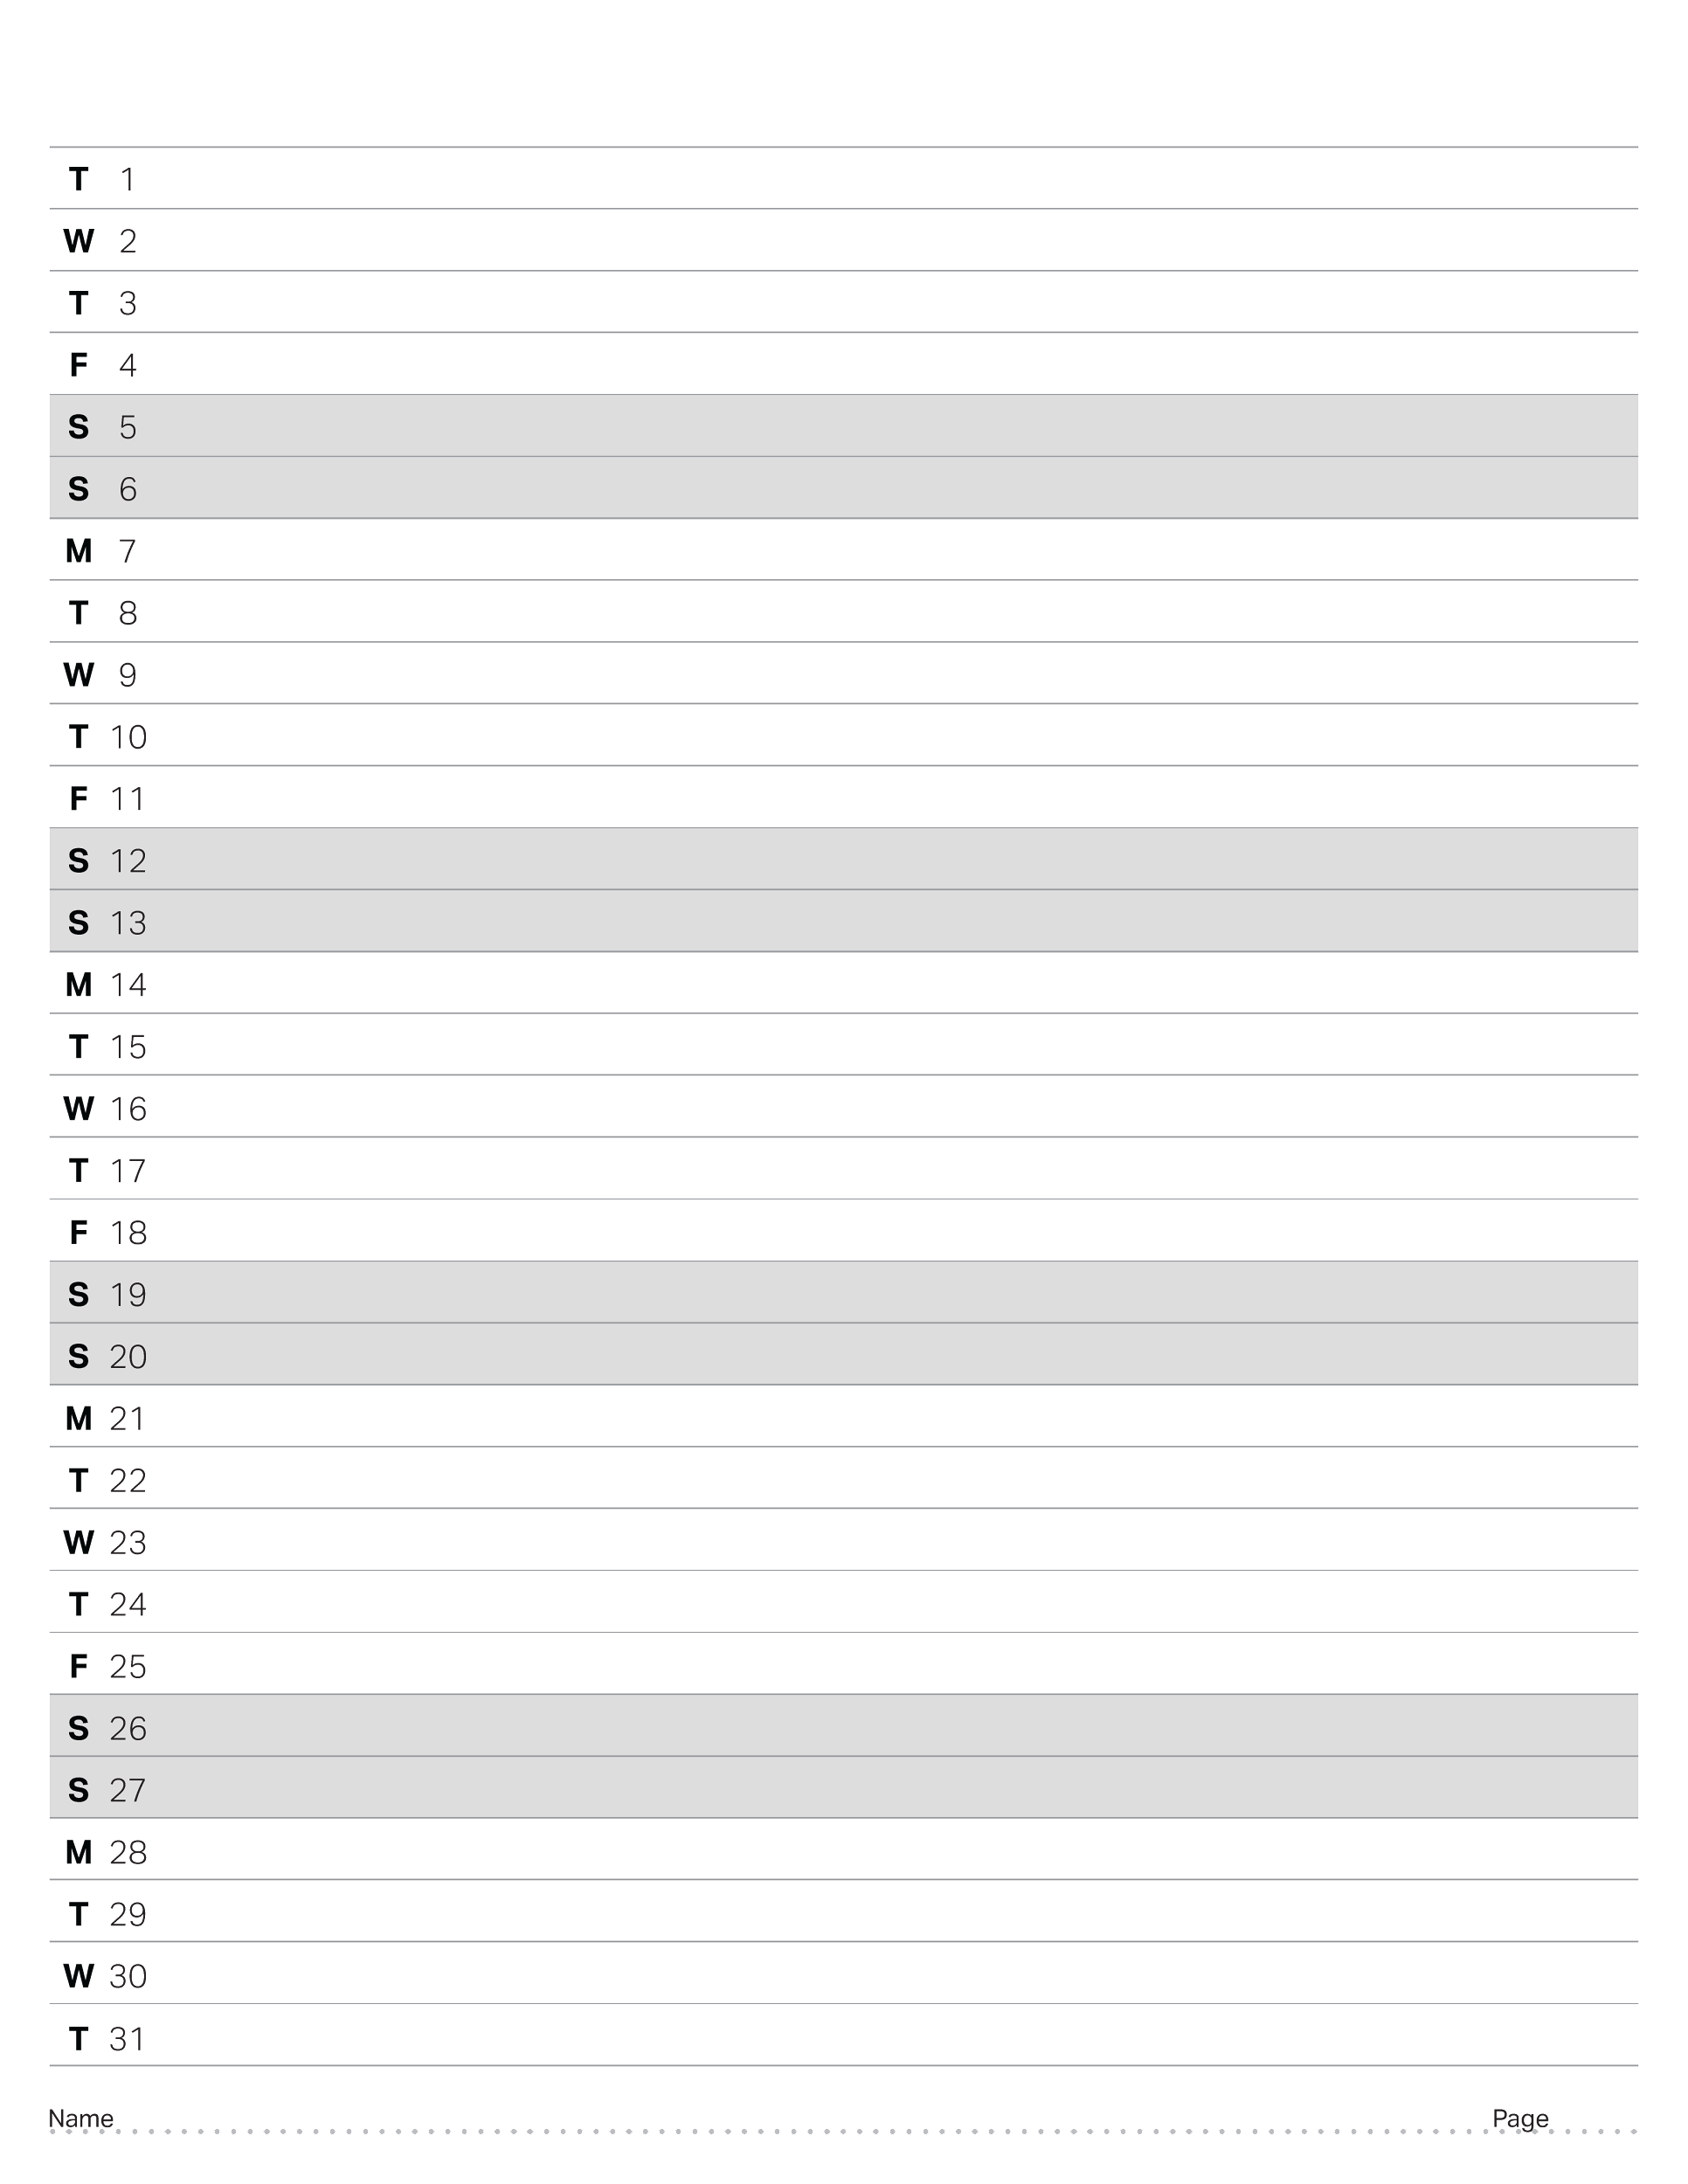 T 1
W 2
T 3
F 4
S 5
S 6
M 7
T 8
W 9
T 10
F 11
S 12
S 13
M 14
T 15
W 16
T 17
F 18
S 19
S 20
M 21
T 22
W 23
T 24
F 25
S 26
S 27
M 28
T 29
W 30
T 31
Name Page